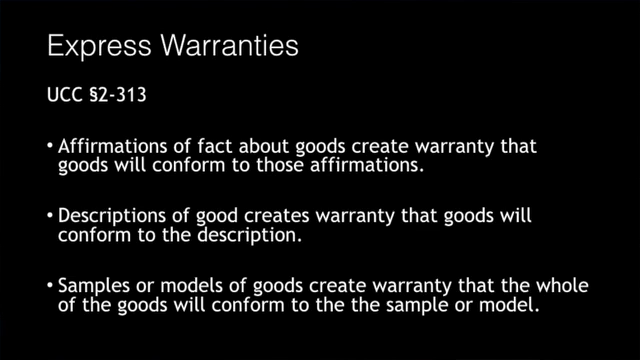 Express Warranties
UCC §2-313
• Affirmations of fact about goods create warranty that
goods will conform to those affirmations.
• Descriptions of good creates warranty that goods will
conform to the description.
• Samples or models of goods create warranty that the whole
of the goods will conform to the the sample or model.